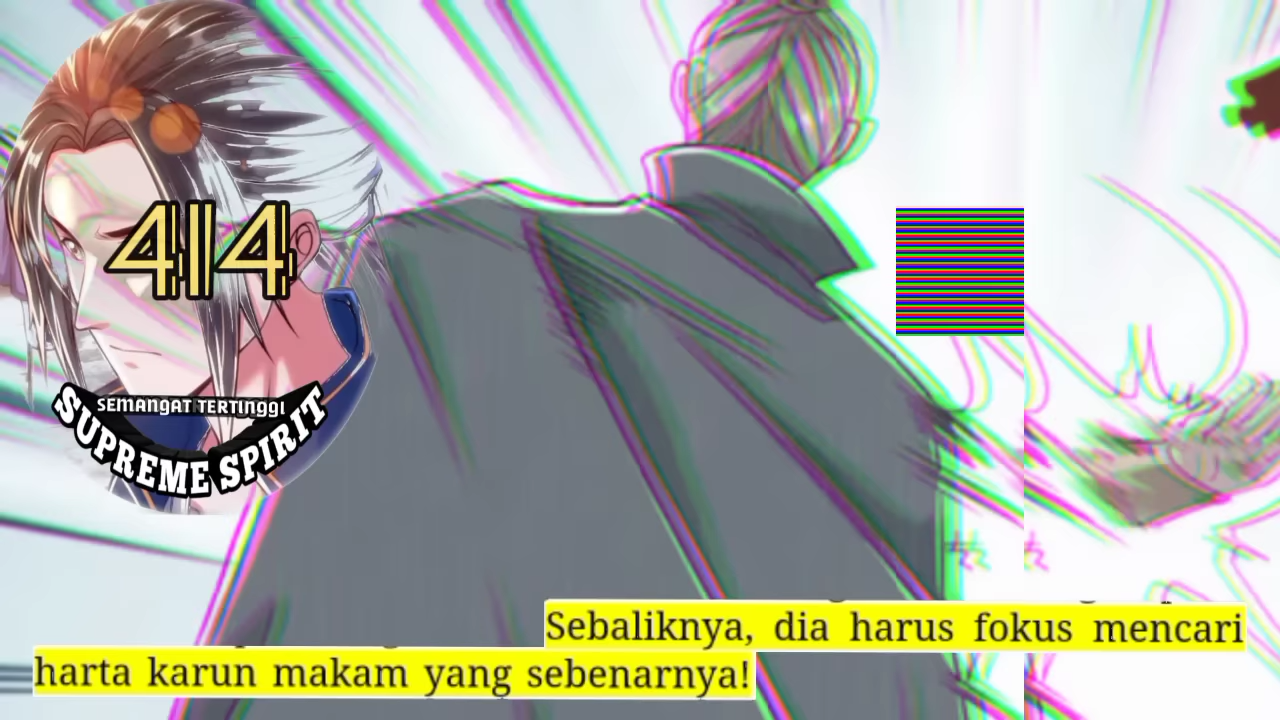 414
SEMANGAT TERTINGGI
SUPREME SPIRIT
Sebaliknya, dia harus fokus mencari
harta karun makam yang sebenarnya!